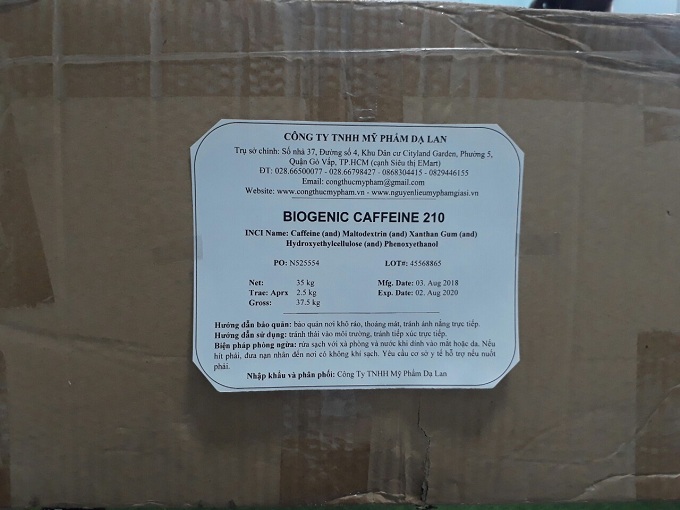 CÔNG TY TNHH MỸ PHẨM DẠ LAN
Trụ sở chính: Số nhà 37, Đường số 4, Khu Dân cư Cityland Garden, Phường 5,
Quận Gò Vấp, TP.HCM (cạnh Siêu thị EMart)
ĐT: 028.66500077 - 028.66798427 - 0868304415 - 0829446155
Email: congthucmypham@gmail.com
Website: www.congthucmypham.vn - www.nguyenlieumyphamgiasi.vn
BIOGENIC CAFFEINE 210
INCI Name: Caffeine (and) Maltodextrin (and) Xanthan Gum (and)
Hydroxyethylcellulose (and) Phenoxyethanol
PO: N525554 LOT#: 45568865
Net: 35 kg Mfg. Date: 03. Aug 2018
Trae: Aprx 2.5 kg Exp. Date: 02. Aug 2020
Gross: 37.5 kg
Hướng dẫn bảo quản: bảo quản nơi khô ráo, thoáng mát, tránh ánh nắng trực tiếp.
Hướng dẫn sử dụng: tránh thải vào môi trường, tránh tiếp xúc trực tiếp.
Biện pháp phòng ngừa: rửa sạch với xà phòng và nước khi dính vào mắt hoặc da. Nếu
hít phải, đưa nạn nhân đến nơi có không khí sạch. Yêu cầu cơ sở y tế hỗ trợ nếu nuốt
phải.
Nhập khẩu và phân phối: Công Ty TNHH Mỹ Phẩm Dạ Lan